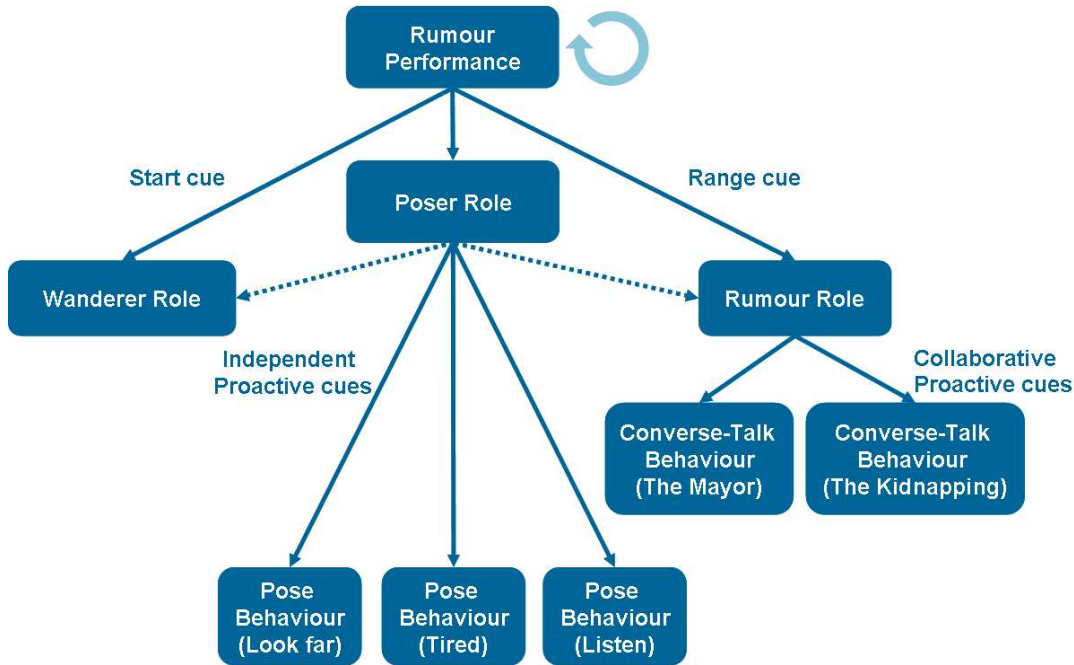 Rumour
Performance
Start cue
Range cue
Poser Role
Wanderer Role
Rumour Role
Independent
Proactive cues
Collaborative
Proactive cues
Converse-Talk
Behaviour
(The Mayor)
Converse-Talk
Behaviour
(The Kidnapping)
Pose
Behaviour
(Look far)
Pose
Behaviour
(Tired)
Pose
Behaviour
(Listen)